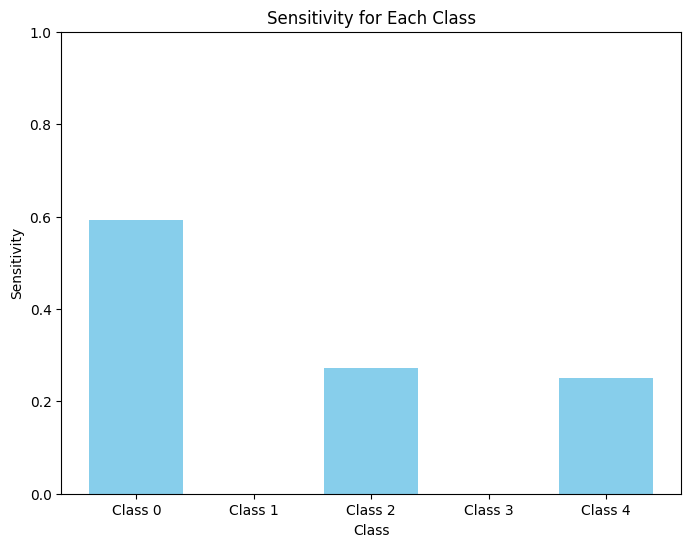 Sensitivity for Each Class
Sensitivity
1.0
0.8
0.6
0.4
0.2
0.0
Class 0
Class 1
Class 2
Class 3
Class 4
Class